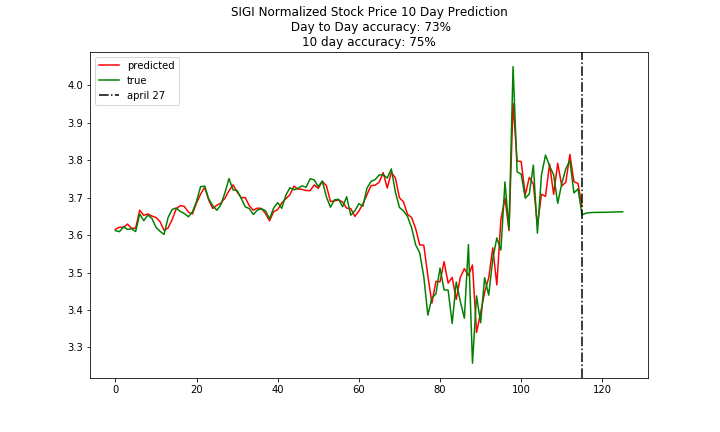 SIGI Normalized Stock Price 10 Day Prediction
Day to Day accuracy: 73%
10 day accuracy: 75%
predicted
true
april 27
4.0
3.9
3.8
3.7
3.6
3.5
3.4
3.3
0 20 40 60 80 100 120